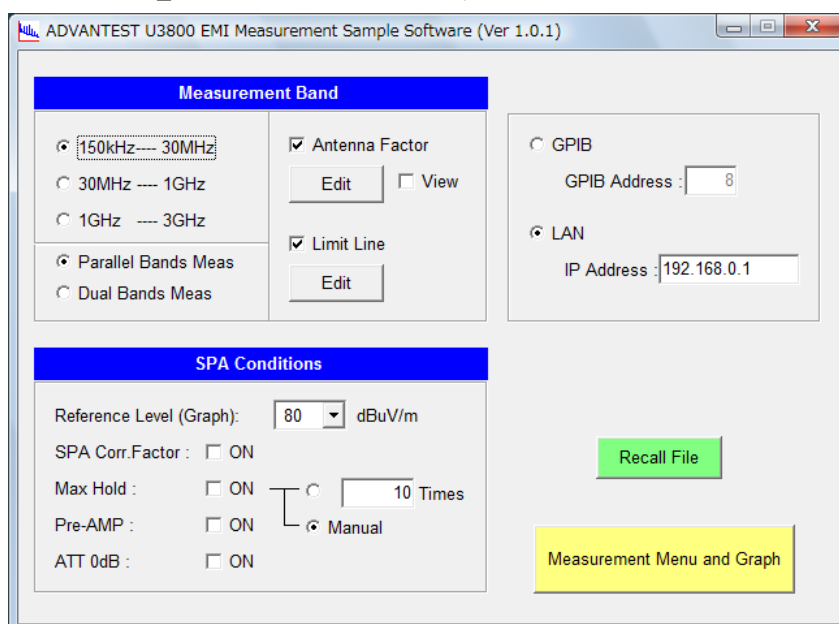 ADVANTEST U3800 EMI Measurement Sample Software (Ver 1.0.1)
Measurement Band
150kHz---- 30MHz
30MHz ---- 1GHz
1GHz ---- 3GHz
Parallel Bands Meas
Dual Bands Meas
Antenna Factor
Edit
View
Limit Line
Edit
GPIB
GPIB Address : 8
LAN
IP Address : 192.168.0.1
SPA Conditions
Reference Level (Graph): 80 dBuV/m
SPA Corr.Factor : ON
Max Hold : ON 10 Times
Pre-AMP : ON Manual
ATT 0dB : ON
Recall File
Measurement Menu and Graph